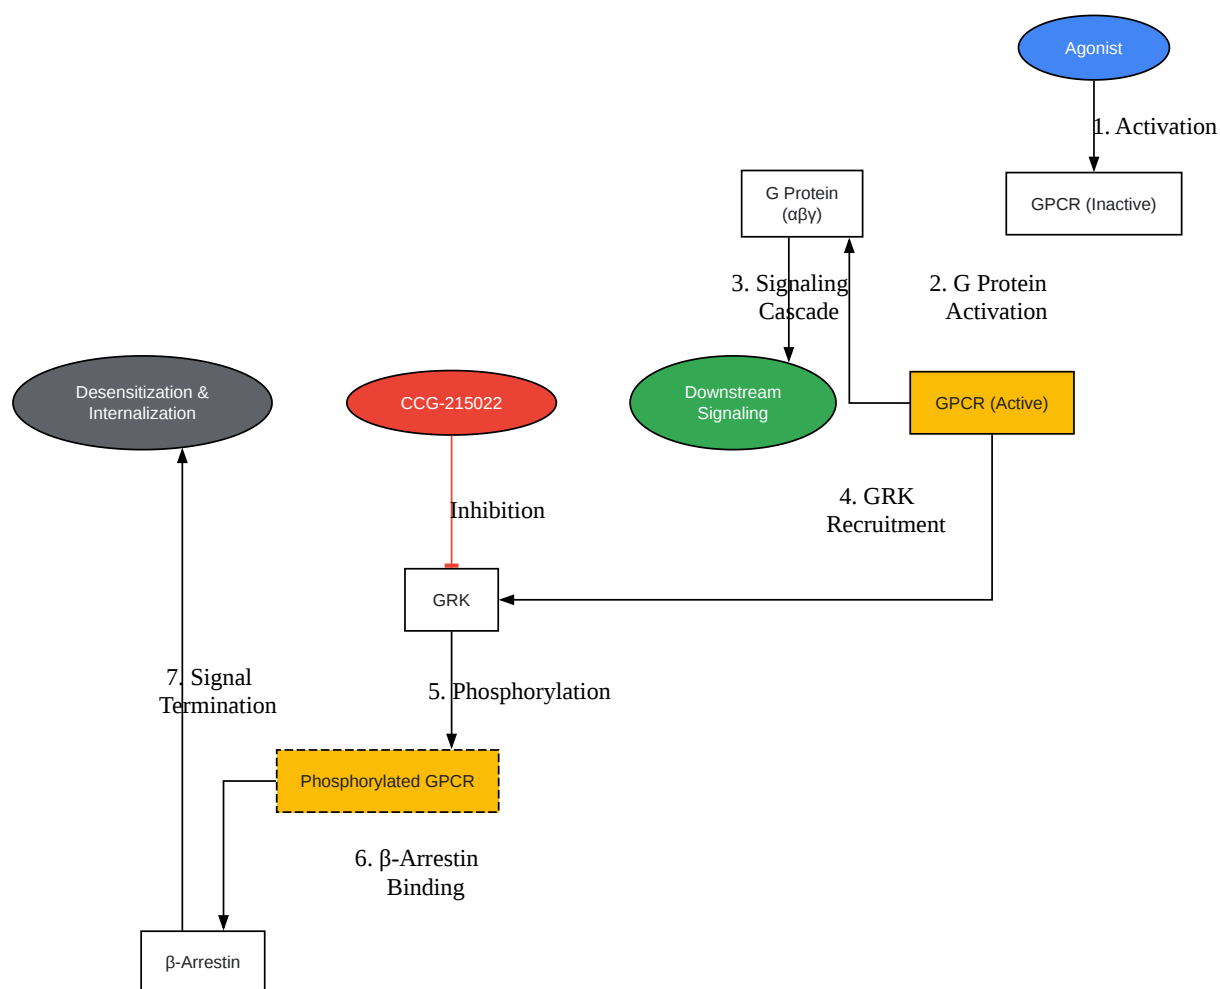 Agonist
1. Activation
G Protein
(αβγ)
GPCR (Inactive)
3. Signaling
Cascade
2. G Protein
Activation
Desensitization &
Internalization
CCG-215022
Downstream
Signaling
GPCR (Active)
4. GRK
Recruitment
Inhibition
GRK
7. Signal
Termination
5. Phosphorylation
Phosphorylated GPCR
6. β-Arrestin
Binding
β-Arrestin